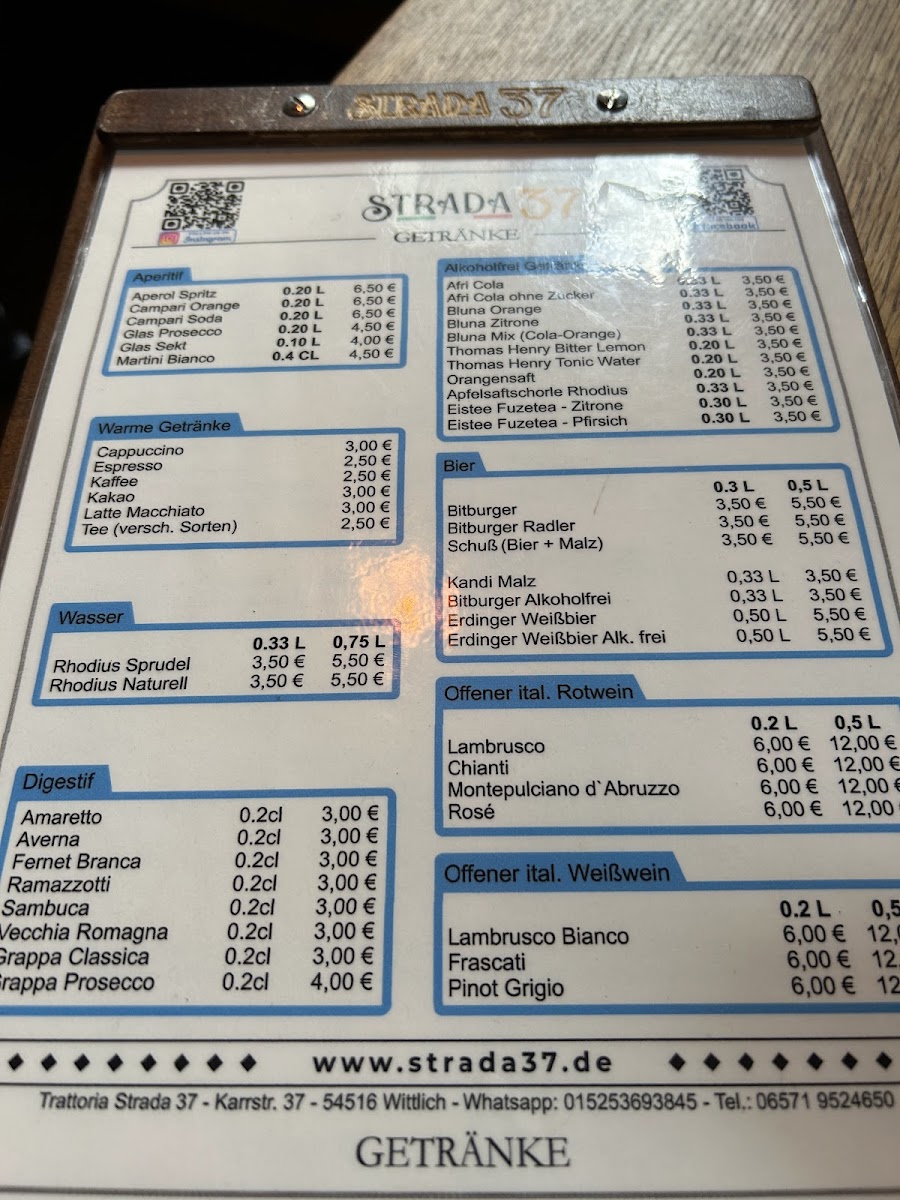 STRADA 37
STRADA 37
GETRÄNKE
Instagram
facebook
Aperitif
Aperol Spritz 0.20 L 6,50 €
Campari Orange 0.20 L 6,50 €
Campari Soda 0.20 L 6,50 €
Glas Prosecco 0.20 L 4,50 €
Glas Sekt 0.10 L 4,00 €
Martini Bianco 0.4 CL 4,50 €
Warme Getränke
Cappuccino 3,00 €
Espresso 2,50 €
Kaffee 2,50 €
Kakao 3,00 €
Latte Macchiato 3,00 €
Tee (versch. Sorten) 2,50 €
Wasser
0.33 L 0,75 L
Rhodius Sprudel 3,50 € 5,50 €
Rhodius Naturell 3,50 € 5,50 €
Digestif
Amaretto 0.2cl 3,00 €
Averna 0.2cl 3,00 €
Fernet Branca 0.2cl 3,00 €
Ramazzotti 0.2cl 3,00 €
Sambuca 0.2cl 3,00 €
Vecchia Romagna 0.2cl 3,00 €
Grappa Classica 0.2cl 3,00 €
Grappa Prosecco 0.2cl 4,00 €
Alkoholfrei Getränke
Afri Cola 0.33 L 3,50 €
Afri Cola ohne Zucker 0.33 L 3,50 €
Bluna Orange 0.33 L 3,50 €
Bluna Zitrone 0.33 L 3,50 €
Bluna Mix (Cola-Orange) 0.33 L 3,50 €
Thomas Henry Bitter Lemon 0.20 L 3,50 €
Thomas Henry Tonic Water 0.20 L 3,50 €
Orangensaft 0.20 L 3,50 €
Apfelsaftschorle Rhodius 0.33 L 3,50 €
Eistee Fuzetea - Zitrone 0.30 L 3,50 €
Eistee Fuzetea - Pfirsich 0.30 L 3,50 €
Bier
0.3 L 0,5 L
Bitburger 3,50 € 5,50 €
Bitburger Radler 3,50 € 5,50 €
Schuß (Bier + Malz) 3,50 € 5,50 €
Kandi Malz 0,33 L 3,50 €
Bitburger Alkoholfrei 0,33 L 3,50 €
Erdinger Weißbier 0,50 L 5,50 €
Erdinger Weißbier Alk. frei 0,50 L 5,50 €
Offener ital. Rotwein
0.2 L 0,5 L
Lambrusco 6,00 € 12,00 €
Chianti 6,00 € 12,00 €
Montepulciano d`Abruzzo 6,00 € 12,00 €
Rosé 6,00 € 12,00
Offener ital. Weißwein
0.2 L 0,5
Lambrusco Bianco 6,00 € 12,
Frascati 6,00 € 12,
Pinot Grigio 6,00 € 12
www.strada37.de
Trattoria Strada 37 - Karrstr. 37 - 54516 Wittlich - Whatsapp: 015253693845 - Tel.: 06571 9524650
GETRÄNKE